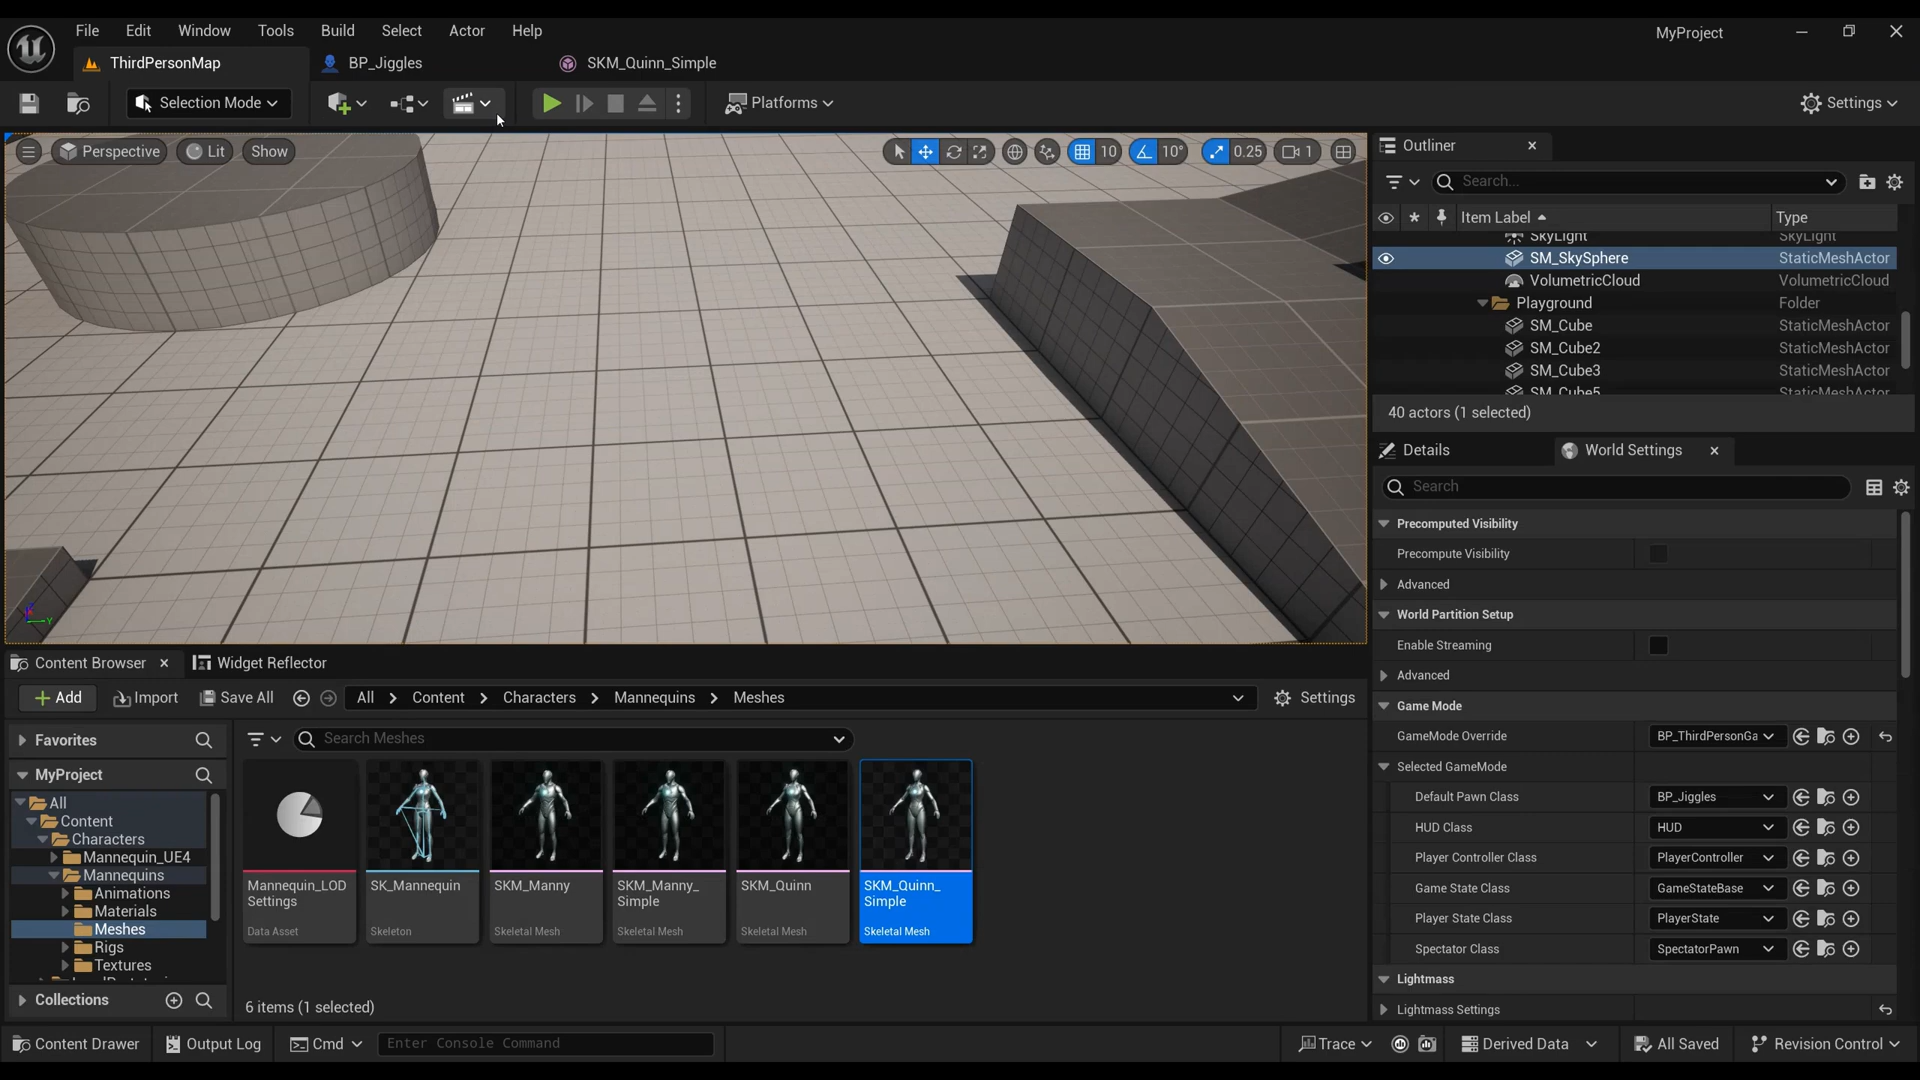 File Edit Window Tools Build Select Actor Help
MyProject
ThirdPersonMap
BP_Jiggles
SKM_Quinn_Simple
Selection Mode
Platforms
Settings
Perspective
Lit
Show
10
10°
0.25
1
Outliner
Search...
Item Label
Type
SkyLight SkyLight
SM_SkySphere StaticMeshActor
VolumetricCloud VolumetricCloud
Playground Folder
SM_Cube StaticMeshActor
SM_Cube2 StaticMeshActor
SM_Cube3 StaticMeshActor
SM_Cube5 StaticMeshActor
40 actors (1 selected)
Details
World Settings
Search
Precomputed Visibility
Precompute Visibility
Advanced
World Partition Setup
Enable Streaming
Advanced
Game Mode
GameMode Override BP_ThirdPersonGa
Selected GameMode
Default Pawn Class BP_Jiggles
HUD Class HUD
Player Controller Class PlayerController
Game State Class GameStateBase
Player State Class PlayerState
Spectator Class SpectatorPawn
Lightmass
Lightmass Settings
Content Browser
Widget Reflector
Add
Import
Save All
All > Content > Characters > Mannequins > Meshes
Settings
Favorites
MyProject
All
Content
Characters
Mannequin_UE4
Mannequins
Animations
Materials
Meshes
Rigs
Textures
Collections
Search Meshes
Mannequin_LOD
Settings
Data Asset
SK_Mannequin
Skeleton
SKM_Manny
Skeletal Mesh
SKM_Manny_
Simple
Skeletal Mesh
SKM_Quinn
Skeletal Mesh
SKM_Quinn_
Simple
Skeletal Mesh
6 items (1 selected)
Content Drawer
Output Log
Cmd
Enter Console Command
Trace
Derived Data
All Saved
Revision Control